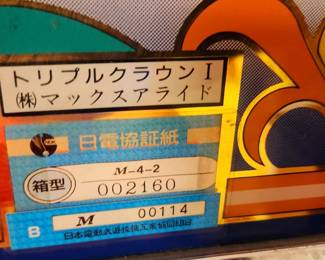 トリプルクラウンI
㈱マックスアライド
日電協証紙
M-4-2
箱型 002160
B M 00114
日本電動式遊技機工業協同組合